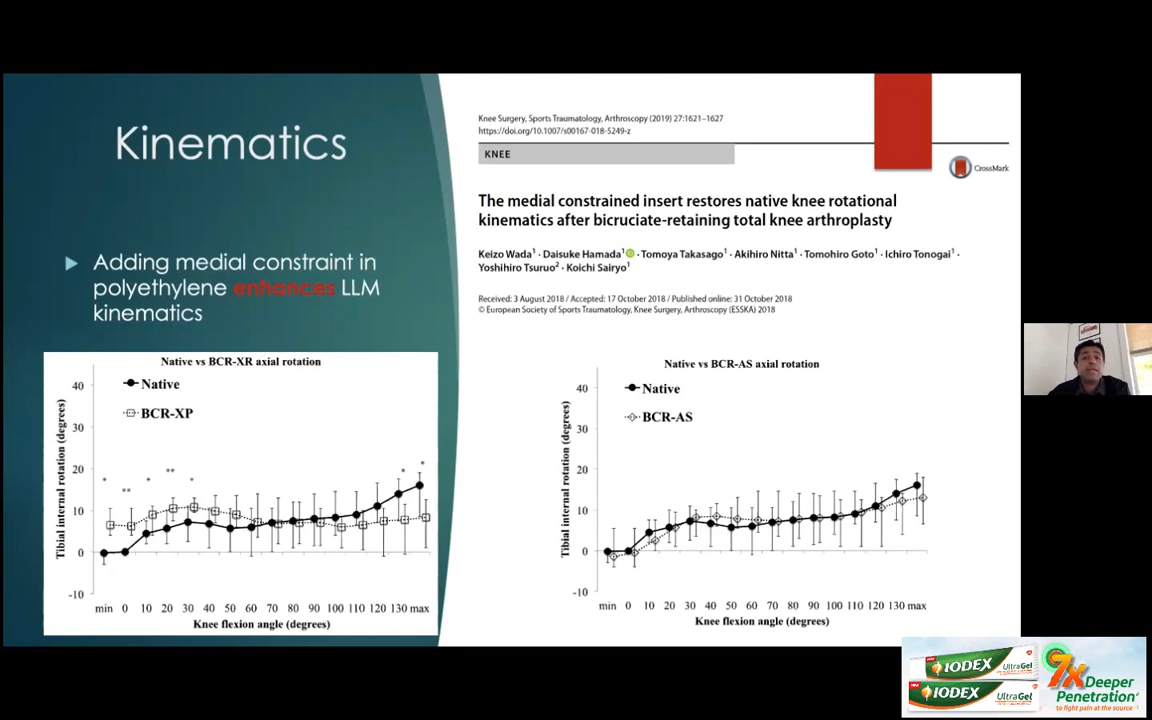 Kinematics
Adding medial constraint in
polyethylene enhances LLM
kinematics
Native vs BCR-XR axial rotation
Native
BCR-XP
Tibial internal rotation (degrees)
40
30
20
10
0
-10
* ** * ** * * *
min 0 10 20 30 40 50 60 70 80 90 100 110 120 130 max
Knee flexion angle (degrees)
Knee Surgery, Sports Traumatology, Arthroscopy (2019) 27:1621–1627
https://doi.org/10.1007/s00167-018-5249-z
KNEE
CrossMark
The medial constrained insert restores native knee rotational
kinematics after bicruciate-retaining total knee arthroplasty
Keizo Wada1 · Daisuke Hamada1 · Tomoya Takasago1 · Akihiro Nitta1 · Tomohiro Goto1 · Ichiro Tonogai1 ·
Yoshihiro Tsuruo2 · Koichi Sairyo1
Received: 3 August 2018 / Accepted: 17 October 2018 / Published online: 31 October 2018
© European Society of Sports Traumatology, Knee Surgery, Arthroscopy (ESSKA) 2018
Native vs BCR-AS axial rotation
Native
BCR-AS
Tibial internal rotation (degrees)
40
30
20
10
0
-10
min 0 10 20 30 40 50 60 70 80 90 100 110 120 130 max
Knee flexion angle (degrees)
IODEX
UltraGel
IODEX
UltraGel
7x
Deeper
Penetration*
to fight pain at the source